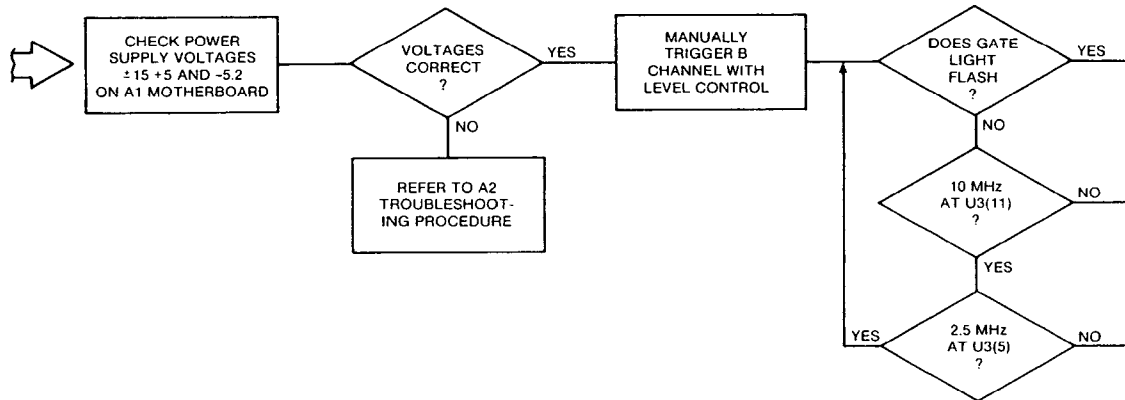 CHECK POWER
SUPPLY VOLTAGES
±15 +5 AND -5.2
ON A1 MOTHERBOARD
VOLTAGES
CORRECT
?
YES
NO
REFER TO A2
TROUBLESHOOT-
ING PROCEDURE
MANUALLY
TRIGGER B
CHANNEL WITH
LEVEL CONTROL
DOES GATE
LIGHT
FLASH
?
YES
NO
10 MHz
AT U3(11)
?
NO
YES
2.5 MHz
AT U3(5)
?
YES
NO